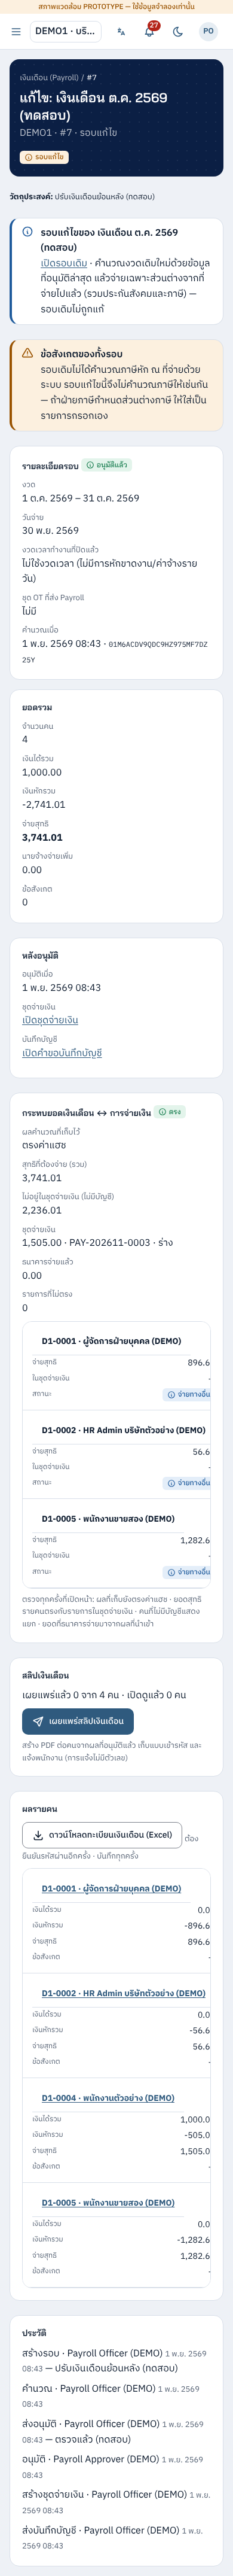 สภาพแวดล้อม PROTOTYPE — ใช้ข้อมูลจำลองเท่านั้น
DEMO1 · บริ...
27
PO
เงินเดือน (Payroll) / #7
แก้ไข: เงินเดือน ต.ค. 2569
(ทดสอบ)
DEMO1 · #7 · รอบแก้ไข
รอบแก้ไข
วัตถุประสงค์: ปรับเงินเดือนย้อนหลัง (ทดสอบ)
รอบแก้ไขของ เงินเดือน ต.ค. 2569
(ทดสอบ)
เปิดรอบเดิม · คำนวณงวดเดิมใหม่ด้วยข้อมูล
ที่อนุมัติล่าสุด แล้วจ่ายเฉพาะส่วนต่างจากที่
จ่ายไปแล้ว (รวมประกันสังคมและภาษี) —
รอบเดิมไม่ถูกแก้
ข้อสังเกตของทั้งรอบ
รอบเดิมไม่ได้คำนวณภาษีหัก ณ ที่จ่ายด้วย
ระบบ รอบแก้ไขนี้จึงไม่คำนวณภาษีให้เช่นกัน
— ถ้าฝ่ายภาษีกำหนดส่วนต่างภาษี ให้ใส่เป็น
รายการกรอกเอง
รายละเอียดรอบ อนุมัติแล้ว
งวด
1 ต.ค. 2569 – 31 ต.ค. 2569
วันจ่าย
30 พ.ย. 2569
งวดเวลาทำงานที่ปิดแล้ว
ไม่ใช้งวดเวลา (ไม่มีการหักขาดงาน/ค่าจ้างราย
วัน)
ชุด OT ที่ส่ง Payroll
ไม่มี
คำนวณเมื่อ
1 พ.ย. 2569 08:43 · 01M6ACDV9QDC9HZ975MF7DZ
25Y
ยอดรวม
จำนวนคน
4
เงินได้รวม
1,000.00
เงินหักรวม
-2,741.01
จ่ายสุทธิ
3,741.01
นายจ้างจ่ายเพิ่ม
0.00
ข้อสังเกต
0
หลังอนุมัติ
อนุมัติเมื่อ
1 พ.ย. 2569 08:43
ชุดจ่ายเงิน
เปิดชุดจ่ายเงิน
บันทึกบัญชี
เปิดคำขอบันทึกบัญชี
กระทบยอดเงินเดือน ↔ การจ่ายเงิน ตรง
ผลคำนวณที่เก็บไว้
ตรงค่าแฮช
สุทธิที่ต้องจ่าย (รวม)
3,741.01
ไม่อยู่ในชุดจ่ายเงิน (ไม่มีบัญชี)
2,236.01
ชุดจ่ายเงิน
1,505.00 · PAY-202611-0003 · ร่าง
ธนาคารจ่ายแล้ว
0.00
รายการที่ไม่ตรง
0
D1-0001 · ผู้จัดการฝ่ายบุคคล (DEMO)
จ่ายสุทธิ 896.6
ในชุดจ่ายเงิน -
สถานะ จ่ายทางอื่น
D1-0002 · HR Admin บริษัทตัวอย่าง (DEMO)
จ่ายสุทธิ 56.6
ในชุดจ่ายเงิน -
สถานะ จ่ายทางอื่น
D1-0005 · พนักงานขายสอง (DEMO)
จ่ายสุทธิ 1,282.6
ในชุดจ่ายเงิน -
สถานะ จ่ายทางอื่น
ตรวจทุกครั้งที่เปิดหน้า: ผลที่เก็บยังตรงค่าแฮช · ยอดสุทธิ
รายคนตรงกับรายการในชุดจ่ายเงิน · คนที่ไม่มีบัญชีแสดง
แยก · ยอดที่ธนาคารจ่ายมาจากผลที่นำเข้า
สลิปเงินเดือน
เผยแพร่แล้ว 0 จาก 4 คน · เปิดดูแล้ว 0 คน
เผยแพร่สลิปเงินเดือน
สร้าง PDF ต่อคนจากผลที่อนุมัติแล้ว เก็บแบบเข้ารหัส และ
แจ้งพนักงาน (การแจ้งไม่มีตัวเลข)
ผลรายคน
ดาวน์โหลดทะเบียนเงินเดือน (Excel) ต้อง
ยืนยันรหัสผ่านอีกครั้ง · บันทึกทุกครั้ง
D1-0001 · ผู้จัดการฝ่ายบุคคล (DEMO)
เงินได้รวม 0.0
เงินหักรวม -896.6
จ่ายสุทธิ 896.6
ข้อสังเกต -
D1-0002 · HR Admin บริษัทตัวอย่าง (DEMO)
เงินได้รวม 0.0
เงินหักรวม -56.6
จ่ายสุทธิ 56.6
ข้อสังเกต -
D1-0004 · พนักงานตัวอย่าง (DEMO)
เงินได้รวม 1,000.0
เงินหักรวม -505.0
จ่ายสุทธิ 1,505.0
ข้อสังเกต -
D1-0005 · พนักงานขายสอง (DEMO)
เงินได้รวม 0.0
เงินหักรวม -1,282.6
จ่ายสุทธิ 1,282.6
ข้อสังเกต -
ประวัติ
สร้างรอบ · Payroll Officer (DEMO) 1 พ.ย. 2569
08:43 — ปรับเงินเดือนย้อนหลัง (ทดสอบ)
คำนวณ · Payroll Officer (DEMO) 1 พ.ย. 2569
08:43
ส่งอนุมัติ · Payroll Officer (DEMO) 1 พ.ย. 2569
08:43 — ตรวจแล้ว (ทดสอบ)
อนุมัติ · Payroll Approver (DEMO) 1 พ.ย. 2569
08:43
สร้างชุดจ่ายเงิน · Payroll Officer (DEMO) 1 พ.ย.
2569 08:43
ส่งบันทึกบัญชี · Payroll Officer (DEMO) 1 พ.ย.
2569 08:43